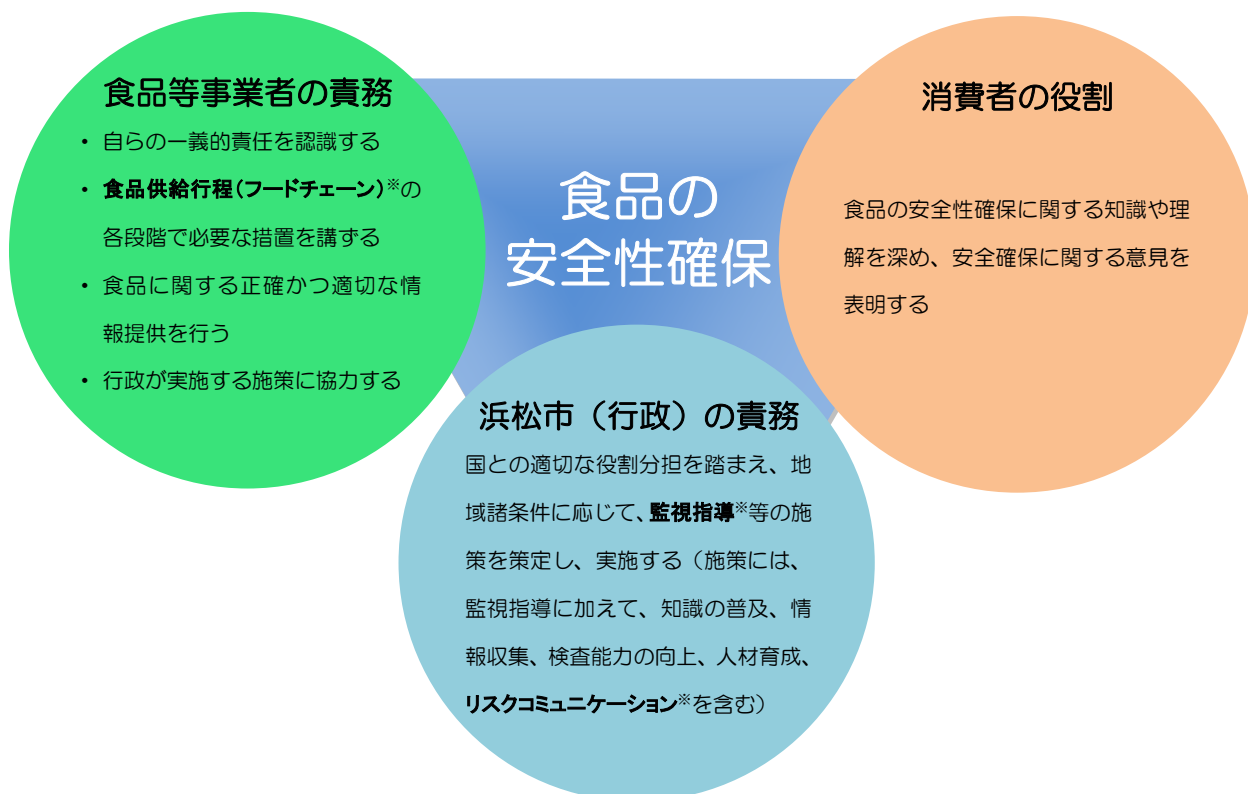 食品等事業者の責務
・ 自らの一義的責任を認識する
・ 食品供給行程(フードチェーン)※の
各段階で必要な措置を講ずる
・ 食品に関する正確かつ適切な情
報提供を行う
・ 行政が実施する施策に協力する
食品の
安全性確保
消費者の役割
食品の安全性確保に関する知識や理
解を深め、安全確保に関する意見を
表明する
浜松市（行政）の責務
国との適切な役割分担を踏まえ、地
域諸条件に応じて、監視指導※等の施
策を策定し、実施する（施策には、
監視指導に加えて、知識の普及、情
報収集、検査能力の向上、人材育成、
リスクコミュニケーション※を含む）